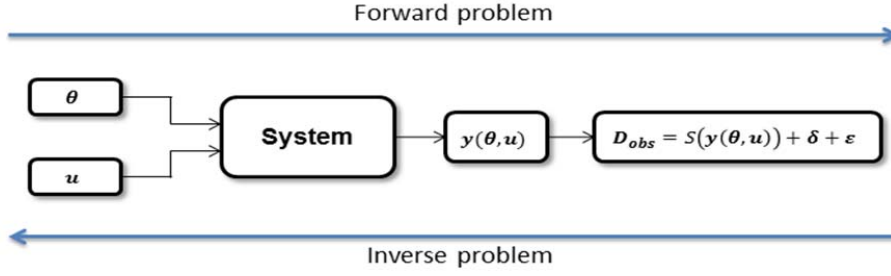 Forward problem
θ
System
y(θ, u)
D_obs = S(y(θ, u)) + δ + ε
u
Inverse problem